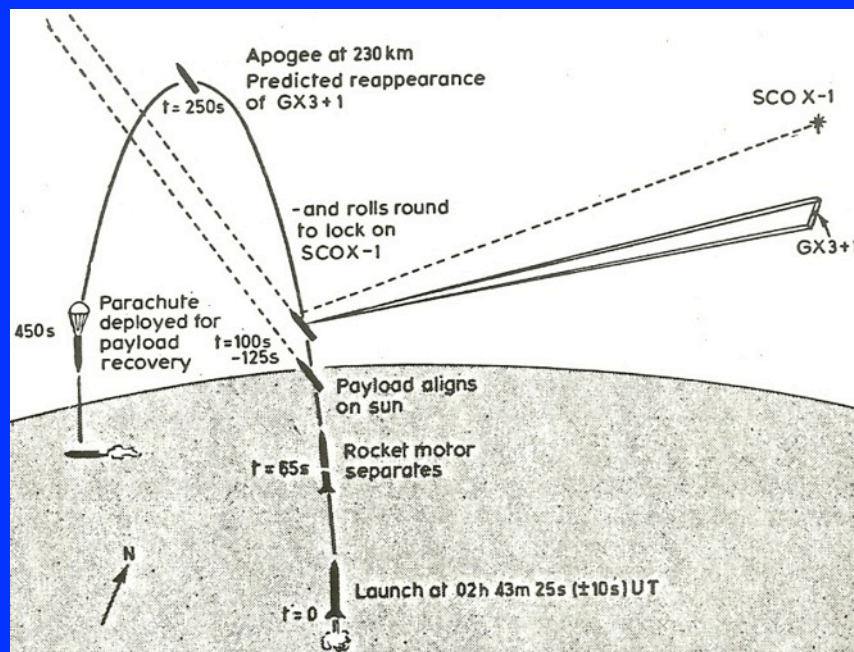 Apogee at 230 km
Predicted reappearance
of GX3+1
t=250s
SCO X-1
-and rolls round
to lock on
SCOX-1
GX3+1
Parachute
deployed for
payload
recovery
450s
t=100s
-125s
Payload aligns
on sun
Rocket motor
separates
t=65s
N
Launch at 02h 43m 25s (±10s) UT
t=0